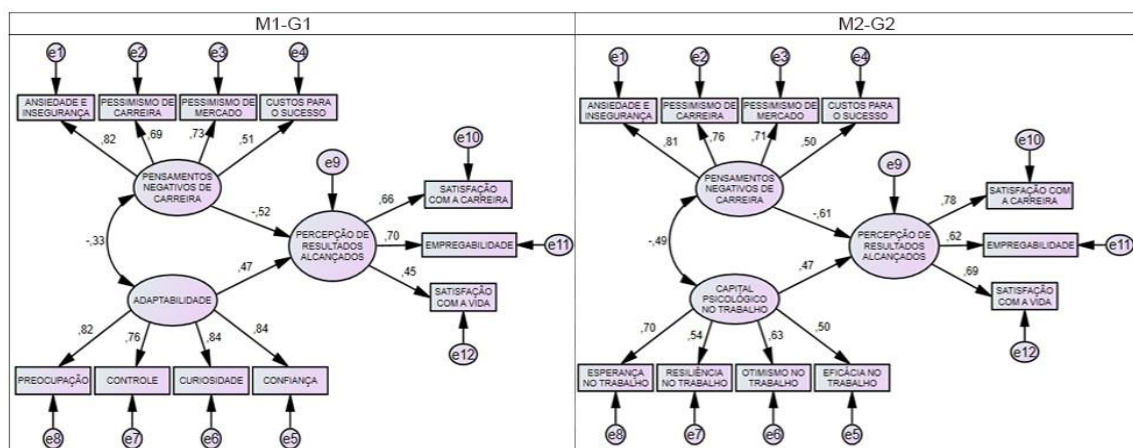 M1-G1
e1
e2
e3
e4
ANSIEDADE E
INSEGURANÇA
PESSIMISMO DE
CARREIRA
PESSIMISMO DE
MERCADO
CUSTOS PARA
O SUCESSO
,82
,69
,73
,51
PENSAMENTOS
NEGATIVOS DE
CARREIRA
e9
e10
-,52
,66
SATISFAÇÃO
COM A CARREIRA
-,33
PERCEPÇÃO DE
RESULTADOS
ALCANÇADOS
,70
EMPREGABILIDADE
e11
,47
,45
SATISFAÇÃO
COM A VIDA
e12
ADAPTABILIDADE
,82
,76
,84
,84
PREOCUPAÇÃO
CONTROLE
CURIOSIDADE
CONFIANÇA
e8
e7
e6
e5
M2-G2
e1
e2
e3
e4
ANSIEDADE E
INSEGURANÇA
PESSIMISMO DE
CARREIRA
PESSIMISMO DE
MERCADO
CUSTOS PARA
O SUCESSO
,81
,76
,71
,50
PENSAMENTOS
NEGATIVOS DE
CARREIRA
e9
e10
-,61
,78
SATISFAÇÃO COM
A CARREIRA
-,49
PERCEPÇÃO DE
RESULTADOS
ALCANÇADOS
,62
EMPREGABILIDADE
e11
,47
,69
SATISFAÇÃO
COM A VIDA
e12
CAPITAL
PSICOLÓGICO
NO TRABALHO
,70
,54
,63
,50
ESPERANÇA
NO TRABALHO
RESILIÊNCIA
NO TRABALHO
OTIMISMO NO
TRABALHO
EFICÁCIA NO
TRABALHO
e8
e7
e6
e5